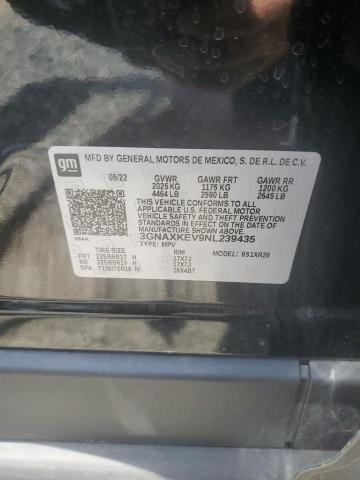 gm
MFD BY GENERAL MOTORS DE MEXICO, S. DE R.L. DE C.V.
05/22 GVWR GAWR FRT GAWR RR
2025 KG 1175 KG 1200 KG
4464 LB 2590 LB 2645 LB
THIS VEHICLE CONFORMS TO ALL APPLICABLE
U.S. FEDERAL MOTOR VEHICLE SAFETY AND
THEFT PREVENTION STANDARDS IN EFFECT ON
THE DATE OF MANUFACTURE SHOWN ABOVE.
3GNAXKEV9NL239435
TYPE: MPV MODEL: 951XR26
TIRE SIZE RIM
FRT 225/65R17 H 17X7J
RR 225/65R17 H 17X7J
SPA T135/70R16 M 16X4BT